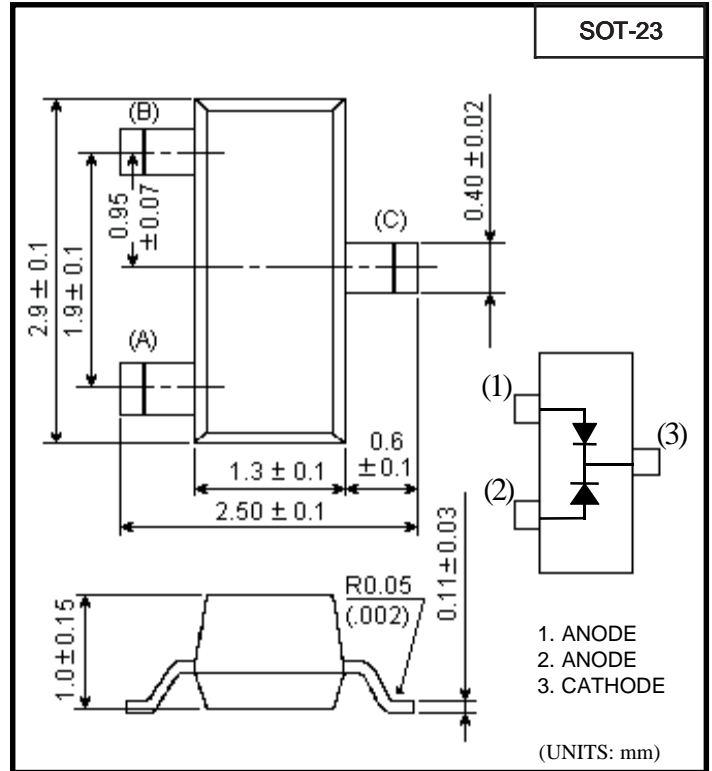 SOT-23
(B)
0.40 ±0.02
0.95
±0.07
(C)
2.9 ± 0.1
1.9 ± 0.1
(A)
(1)
(3)
0.6
± 0.1
1.3 ± 0.1
(2)
2.50 ± 0.1
0.11±0.03
R0.05
(.002)
1.0±0.15
1. ANODE
2. ANODE
3. CATHODE
(UNITS: mm)